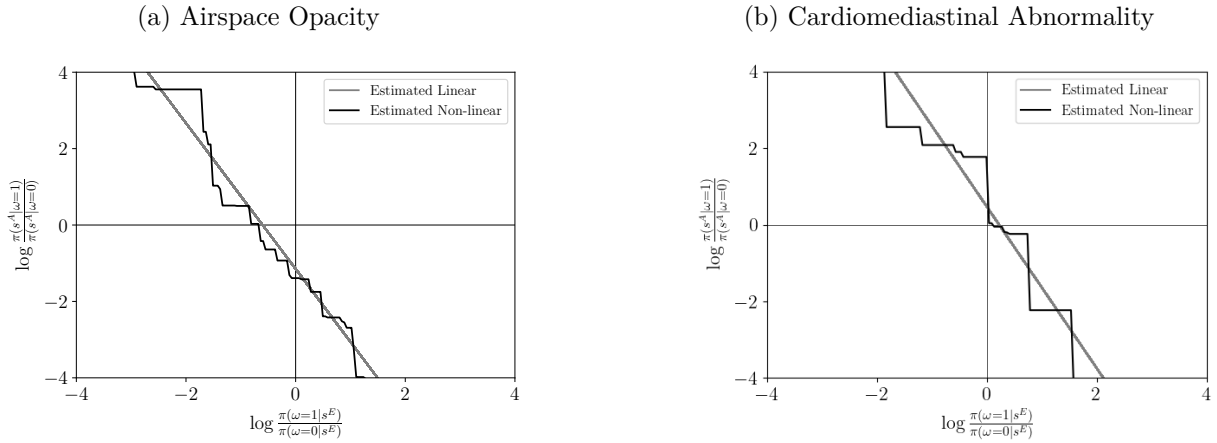 (a) Airspace Opacity
4
2
0
−2
−4
−4
−2
0
2
4
log π(s^A|ω=1)/π(s^A|ω=0)
Estimated Linear
Estimated Non-linear
log π(ω=1|s^E)/π(ω=0|s^E)
(b) Cardiomediastinal Abnormality
4
2
0
−2
−4
−4
−2
0
2
4
log π(s^A|ω=1)/π(s^A|ω=0)
Estimated Linear
Estimated Non-linear
log π(ω=1|s^E)/π(ω=0|s^E)